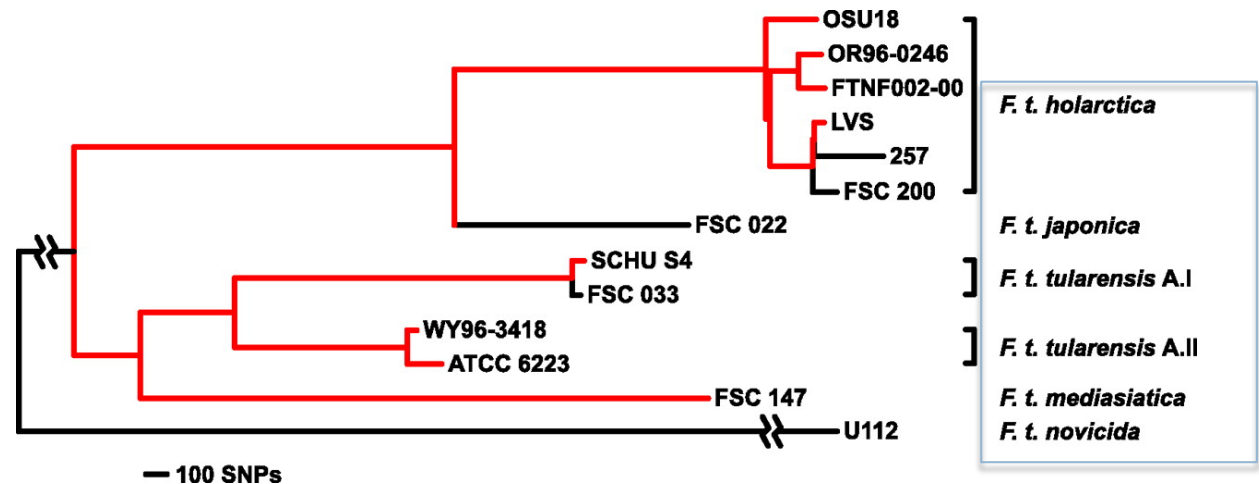 OSU18
OR96-0246
FTNF002-00
F. t. holarctica
LVS
257
FSC 200
FSC 022
F. t. japonica
SCHU S4
F. t. tularensis A.I
FSC 033
WY96-3418
F. t. tularensis A.II
ATCC 6223
FSC 147
F. t. mediasiatica
U112
F. t. novicida
100 SNPs